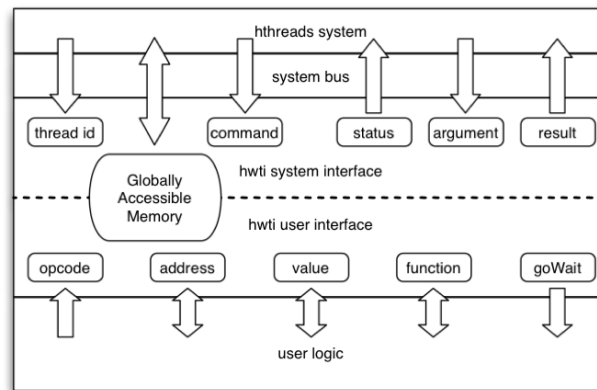 hthreads system
system bus
thread id
command
status
argument
result
hwti system interface
Globally
Accessible
Memory
hwti user interface
opcode
address
value
function
goWait
user logic